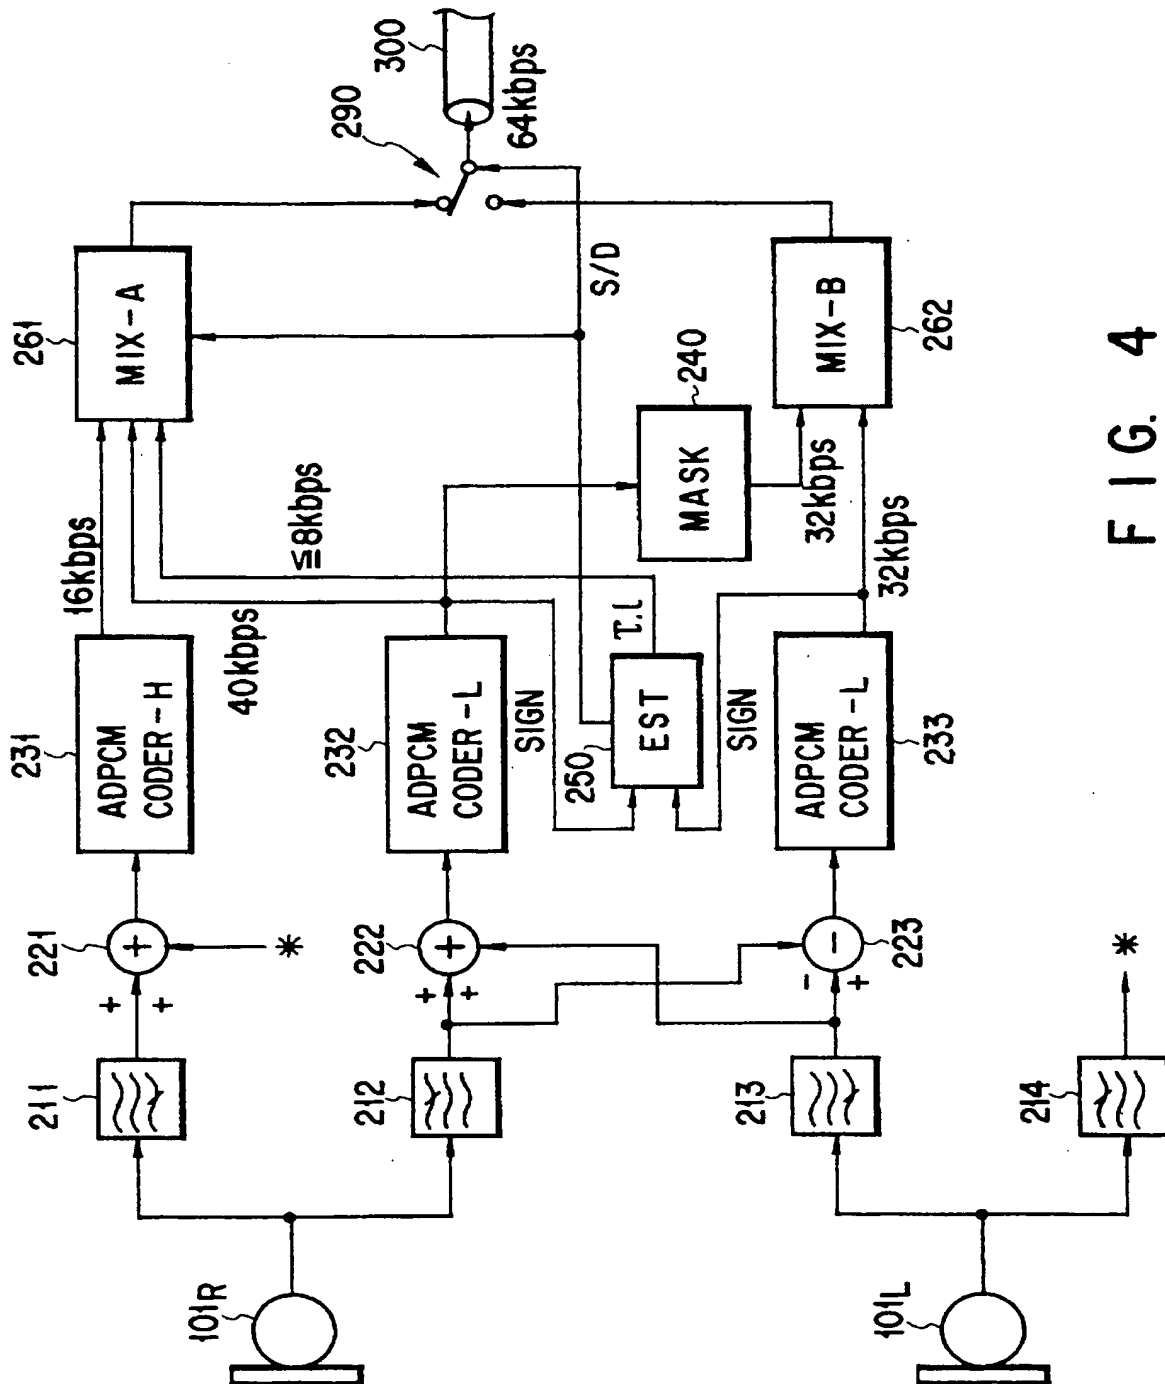 101R
101L
211
212
213
214
+
+
221
+
*
+
+
222
+
-
+
-
223
*
231
ADPCM
CODER-H
232
ADPCM
CODER-L
ADPCM
CODER-L
233
16kbps
40kbps
≦8kbps
SIGN
SIGN
250
EST
τ.l
MASK
240
32kbps
32kbps
261
MIX-A
MIX-B
262
S/D
290
300
64kbps
FIG. 4